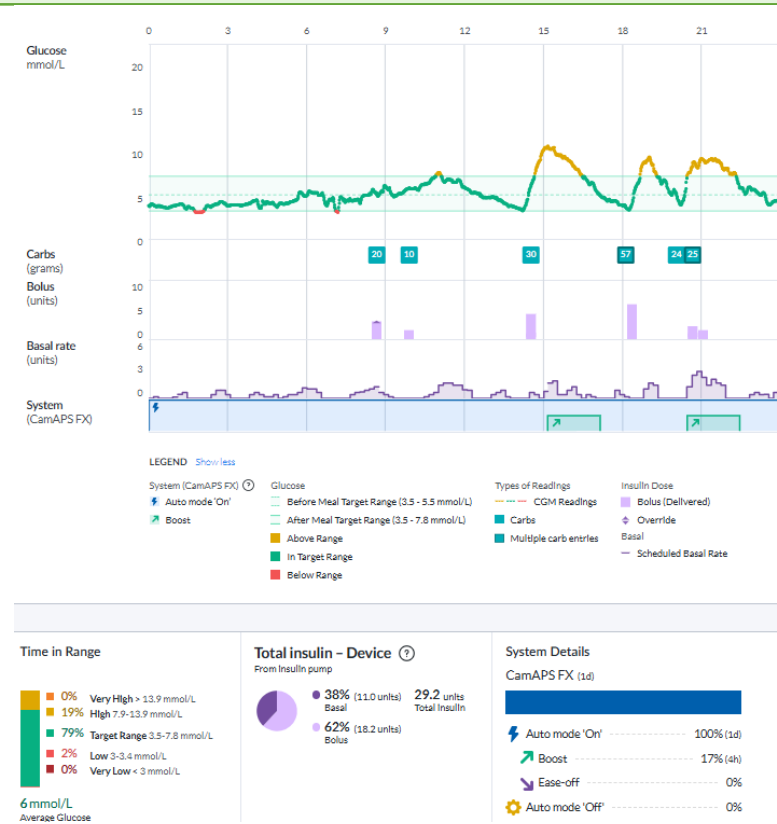 0 3 6 9 12 15 18 21
Glucose
mmol/L
20
15
10
5
0
Carbs
(grams)
20 10 30 57 24 25
Bolus
(units)
10
5
0
Basal rate
(units)
6
3
0
System
(CamAPS FX)
LEGEND Show less
System (CamAPS FX) ?
Auto mode 'On'
Boost
Glucose
Before Meal Target Range (3.5 - 5.5 mmol/L)
After Meal Target Range (3.5 - 7.8 mmol/L)
Above Range
In Target Range
Below Range
Types of Readings
CGM Readings
Carbs
Multiple carb entries
Insulin Dose
Bolus (Delivered)
Override
Basal
Scheduled Basal Rate
Time in Range
0% Very High > 13.9 mmol/L
19% High 7.9-13.9 mmol/L
79% Target Range 3.5-7.8 mmol/L
2% Low 3-3.4 mmol/L
0% Very Low < 3 mmol/L
6 mmol/L
Average Glucose
Total insulin – Device ?
From Insulin pump
38% (11.0 units)
Basal
62% (18.2 units)
Bolus
29.2 units
Total Insulin
System Details
CamAPS FX (1d)
Auto mode 'On' 100% (1d)
Boost 17% (4h)
Ease-off 0%
Auto mode 'Off' 0%